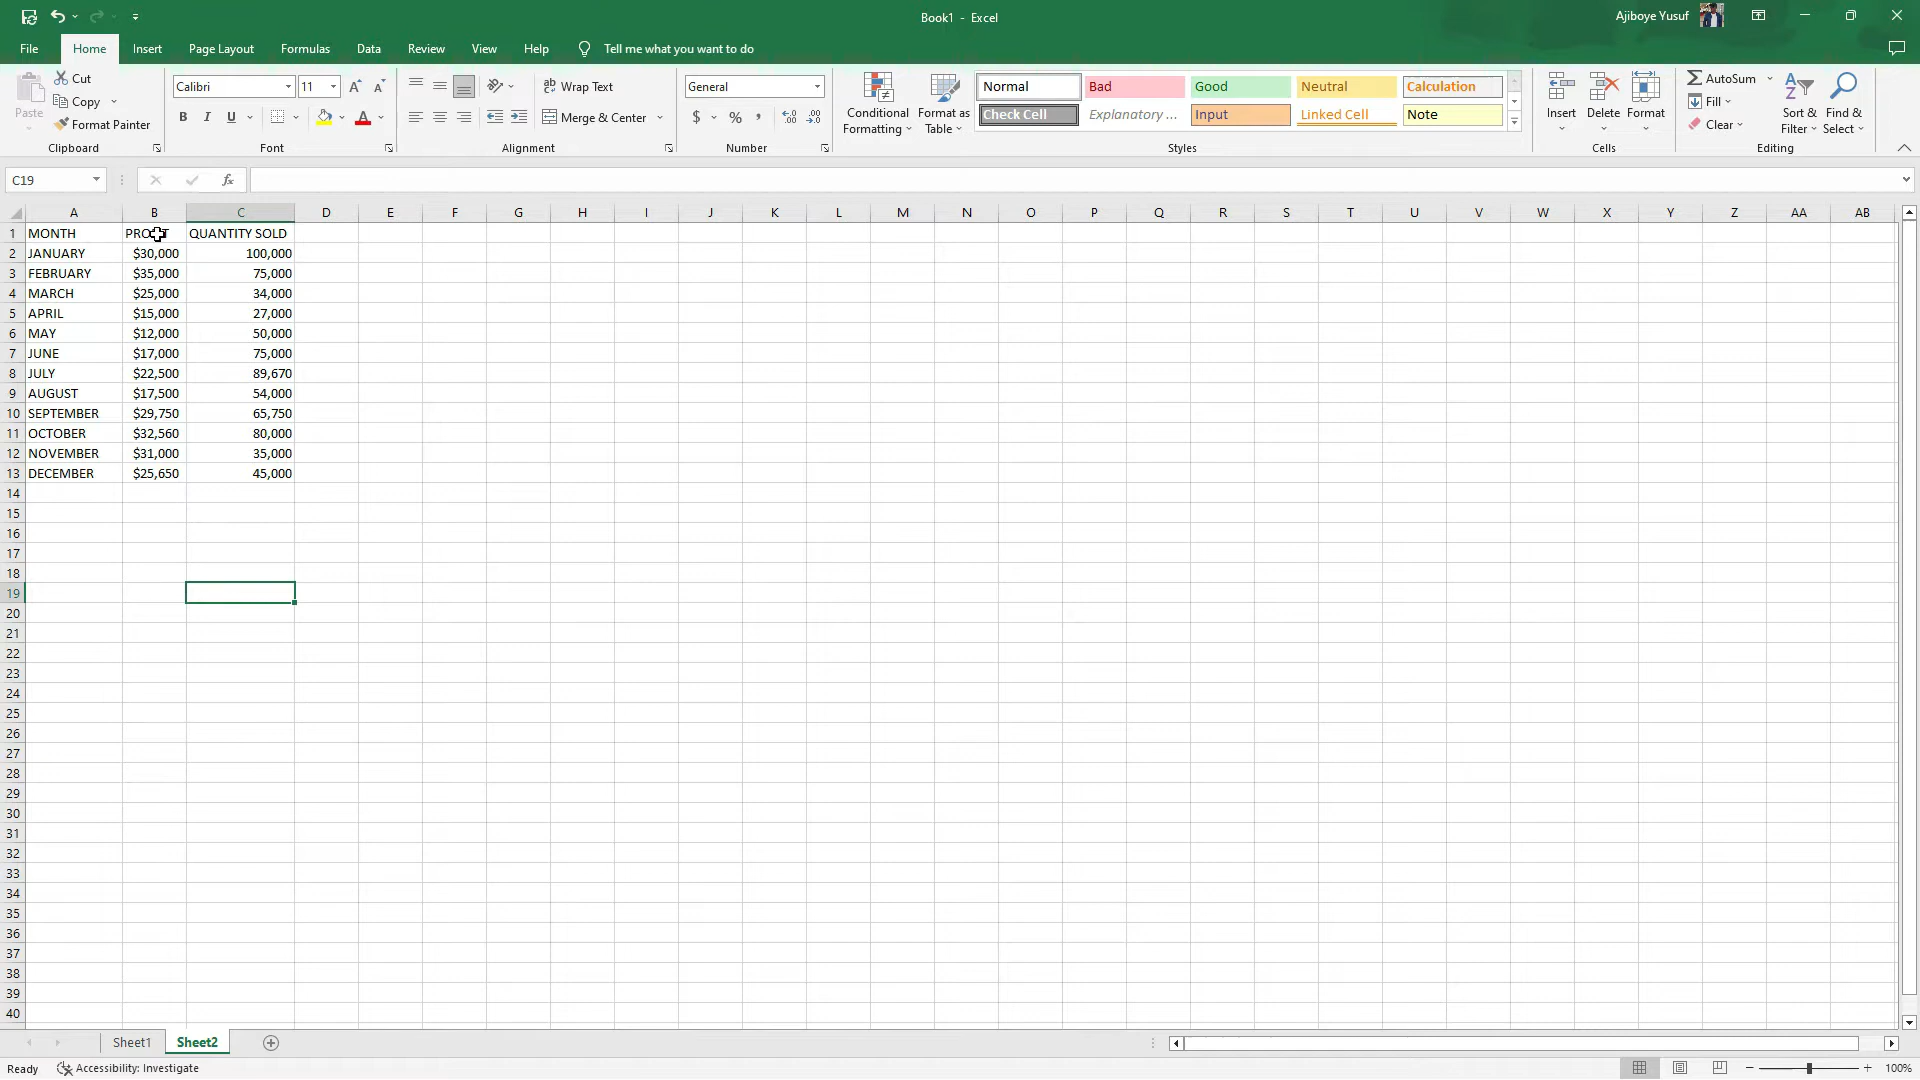 Book1 - Excel
Ajiboye Yusuf
File Home Insert Page Layout Formulas Data Review View Help Tell me what you want to do
Paste
Cut
Copy
Format Painter
Clipboard
Calibri 11
B I U
Font
Wrap Text
Merge & Center
Alignment
General
$ %
Number
Conditional Formatting
Format as Table
Normal Bad Good Neutral Calculation
Check Cell Explanatory ... Input Linked Cell Note
Styles
Insert Delete Format
Cells
AutoSum
Fill
Clear
Sort & Filter
Find & Select
Editing
C19 fx
A B C D E F G H I J K L M N O P Q R S T U V W X Y Z AA AB
1 MONTH QUANTITY SOLD
2 JANUARY $30,000 100,000
3 FEBRUARY $35,000 75,000
4 MARCH $25,000 34,000
5 APRIL $15,000 27,000
6 MAY $12,000 50,000
7 JUNE $17,000 75,000
8 JULY $22,500 89,670
9 AUGUST $17,500 54,000
10 SEPTEMBER $29,750 65,750
11 OCTOBER $32,560 80,000
12 NOVEMBER $31,000 35,000
13 DECEMBER $25,650 45,000
14
15
16
17
18
19
20
21
22
23
24
25
26
27
28
29
30
31
32
33
34
35
36
37
38
39
40
Sheet1 Sheet2
Ready Accessibility: Investigate 100%